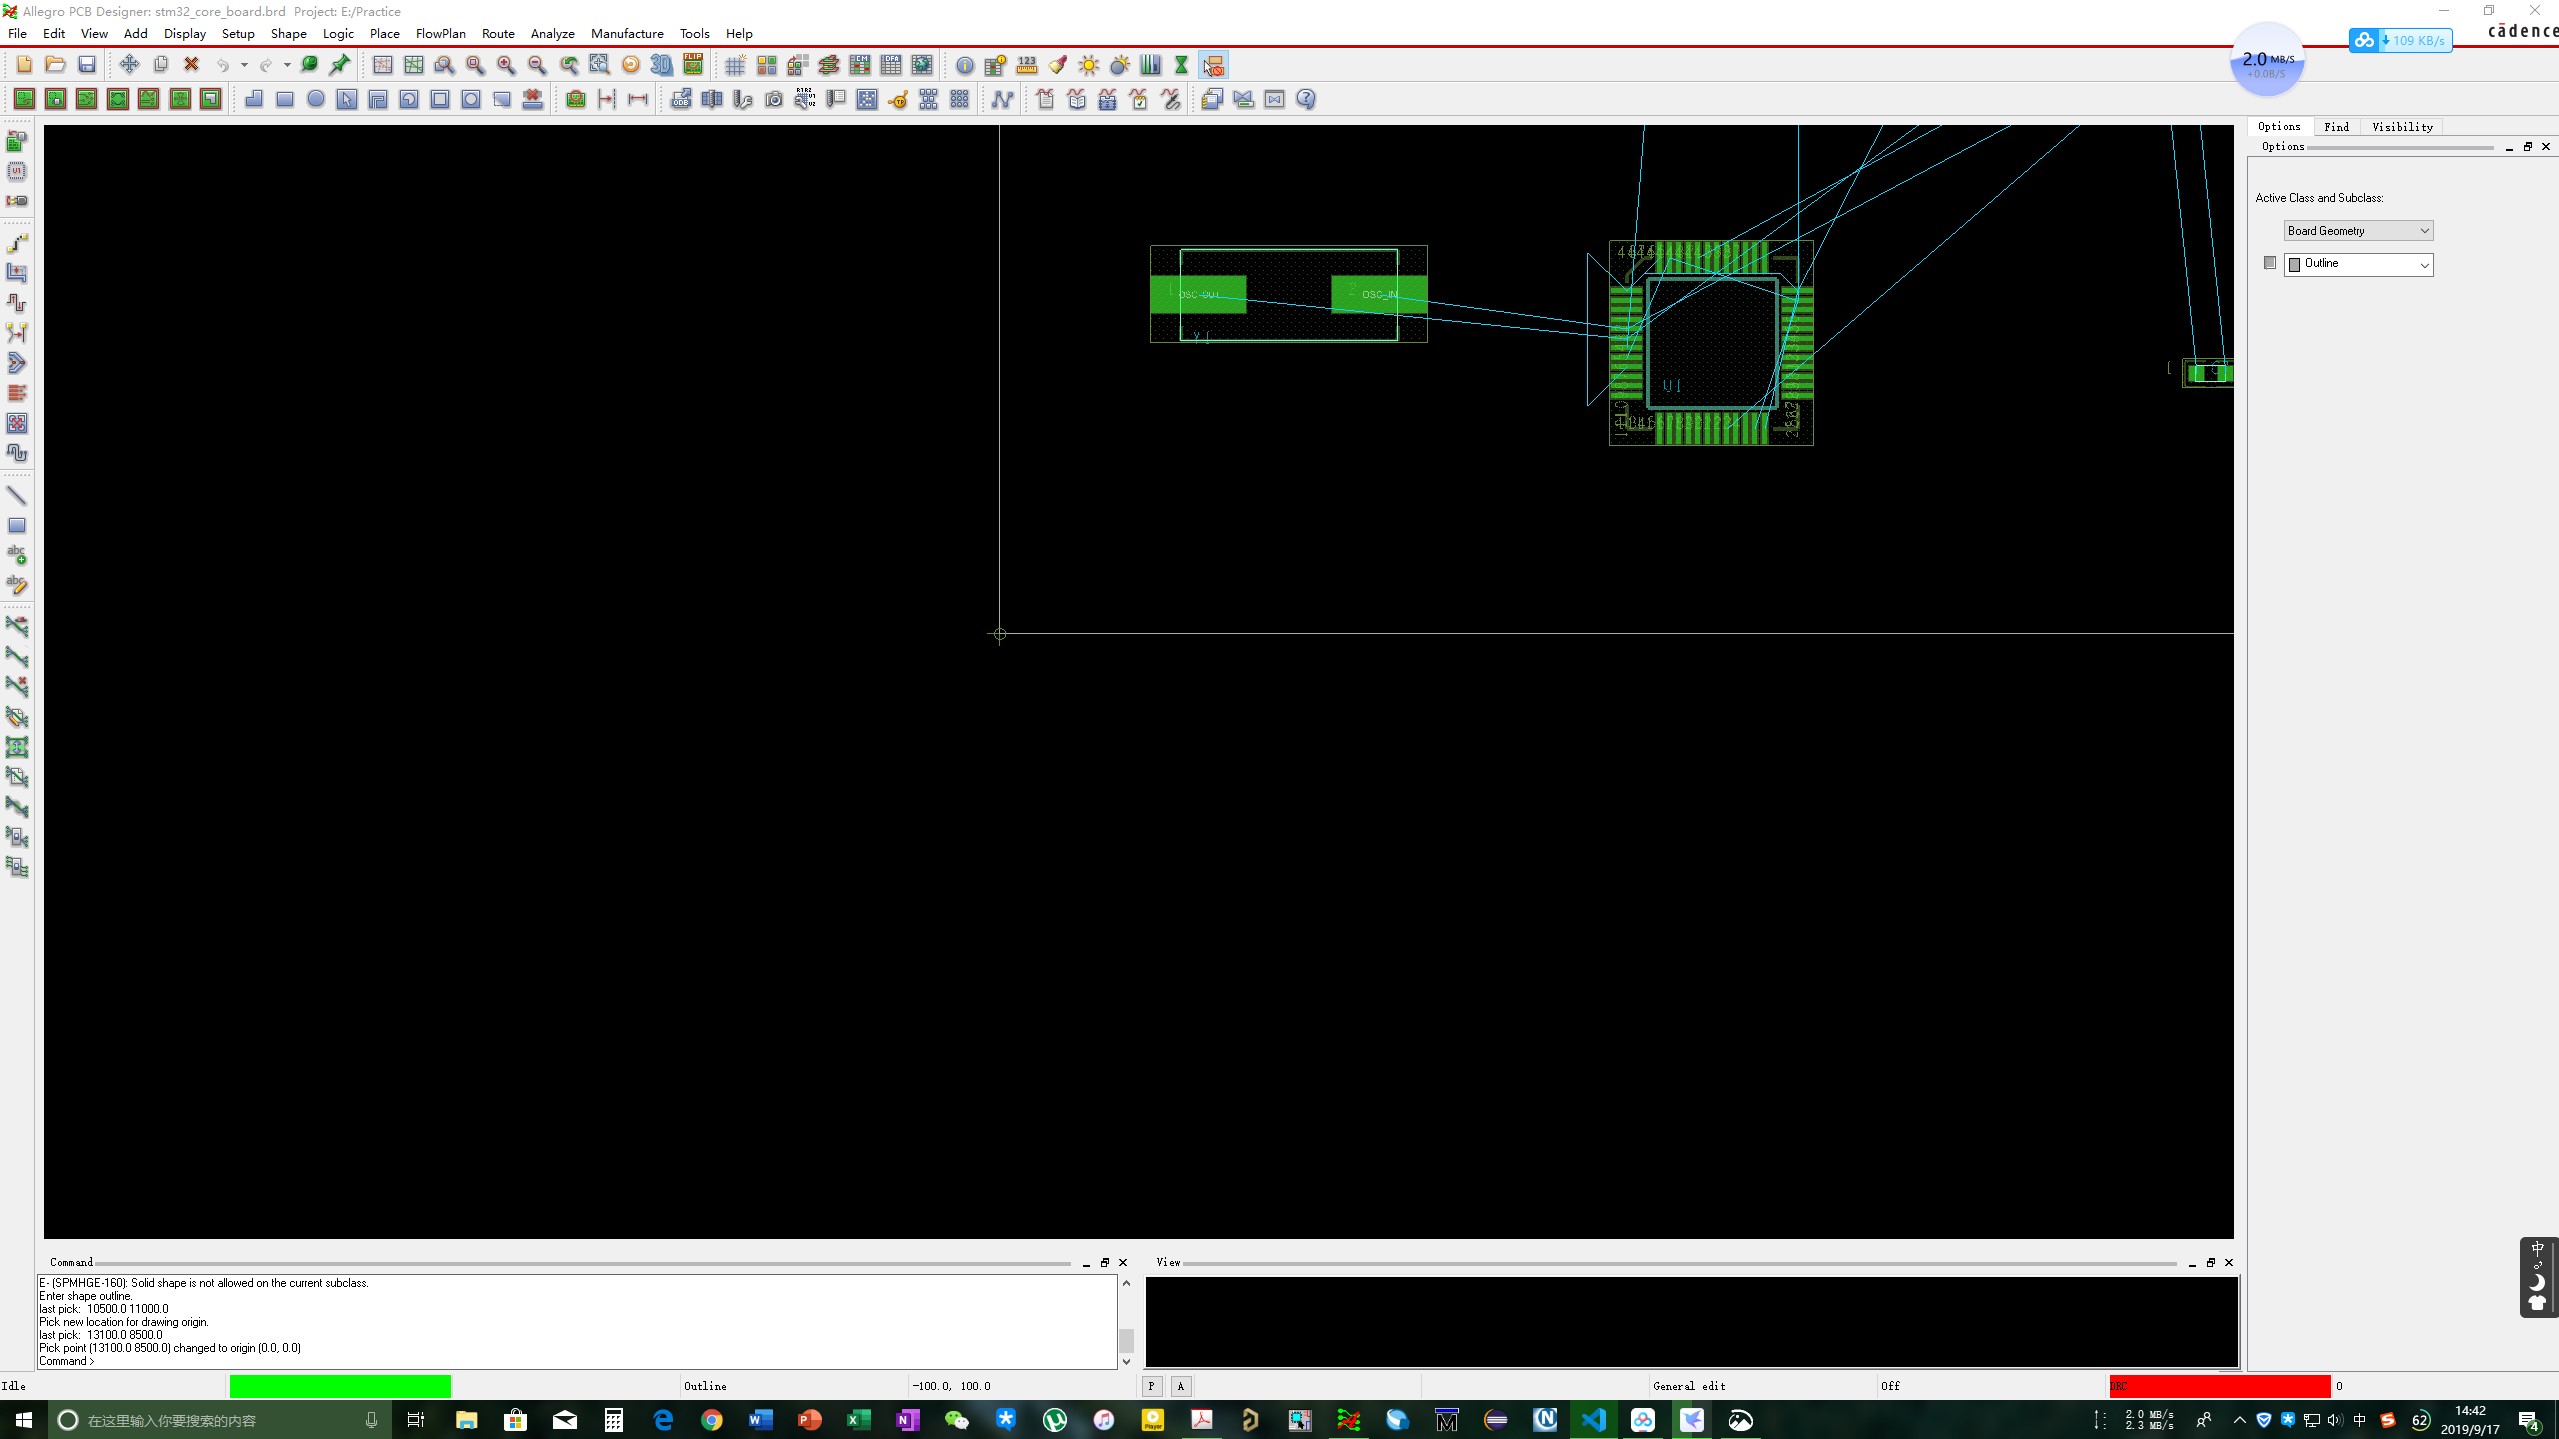 Allegro PCB Designer: stm32_core_board.brd Project: E:/Practice
File Edit View Add Display Setup Shape Logic Place FlowPlan Route Analyze Manufacture Tools Help
cādence
109 KB/s
2.0 MB/S
+0.0B/S
Options Find Visibility
Options
Active Class and Subclass:
Board Geometry
Outline
1
OSC_OUT
2
OSC_IN
Y1
U1
Command
E- (SPMHGE-160): Solid shape is not allowed on the current subclass.
Enter shape outline.
last pick: 10500.0 11000.0
Pick new location for drawing origin.
last pick: 13100.0 8500.0
Pick point (13100.0 8500.0) changed to origin (0.0, 0.0)
Command >
View
Idle
Outline
-100.0, 100.0
P
A
General edit
Off
DRC
0
中
在这里输入你要搜索的内容
2.0 MB/s
2.3 MB/s
中
62
14:42
2019/9/17
4